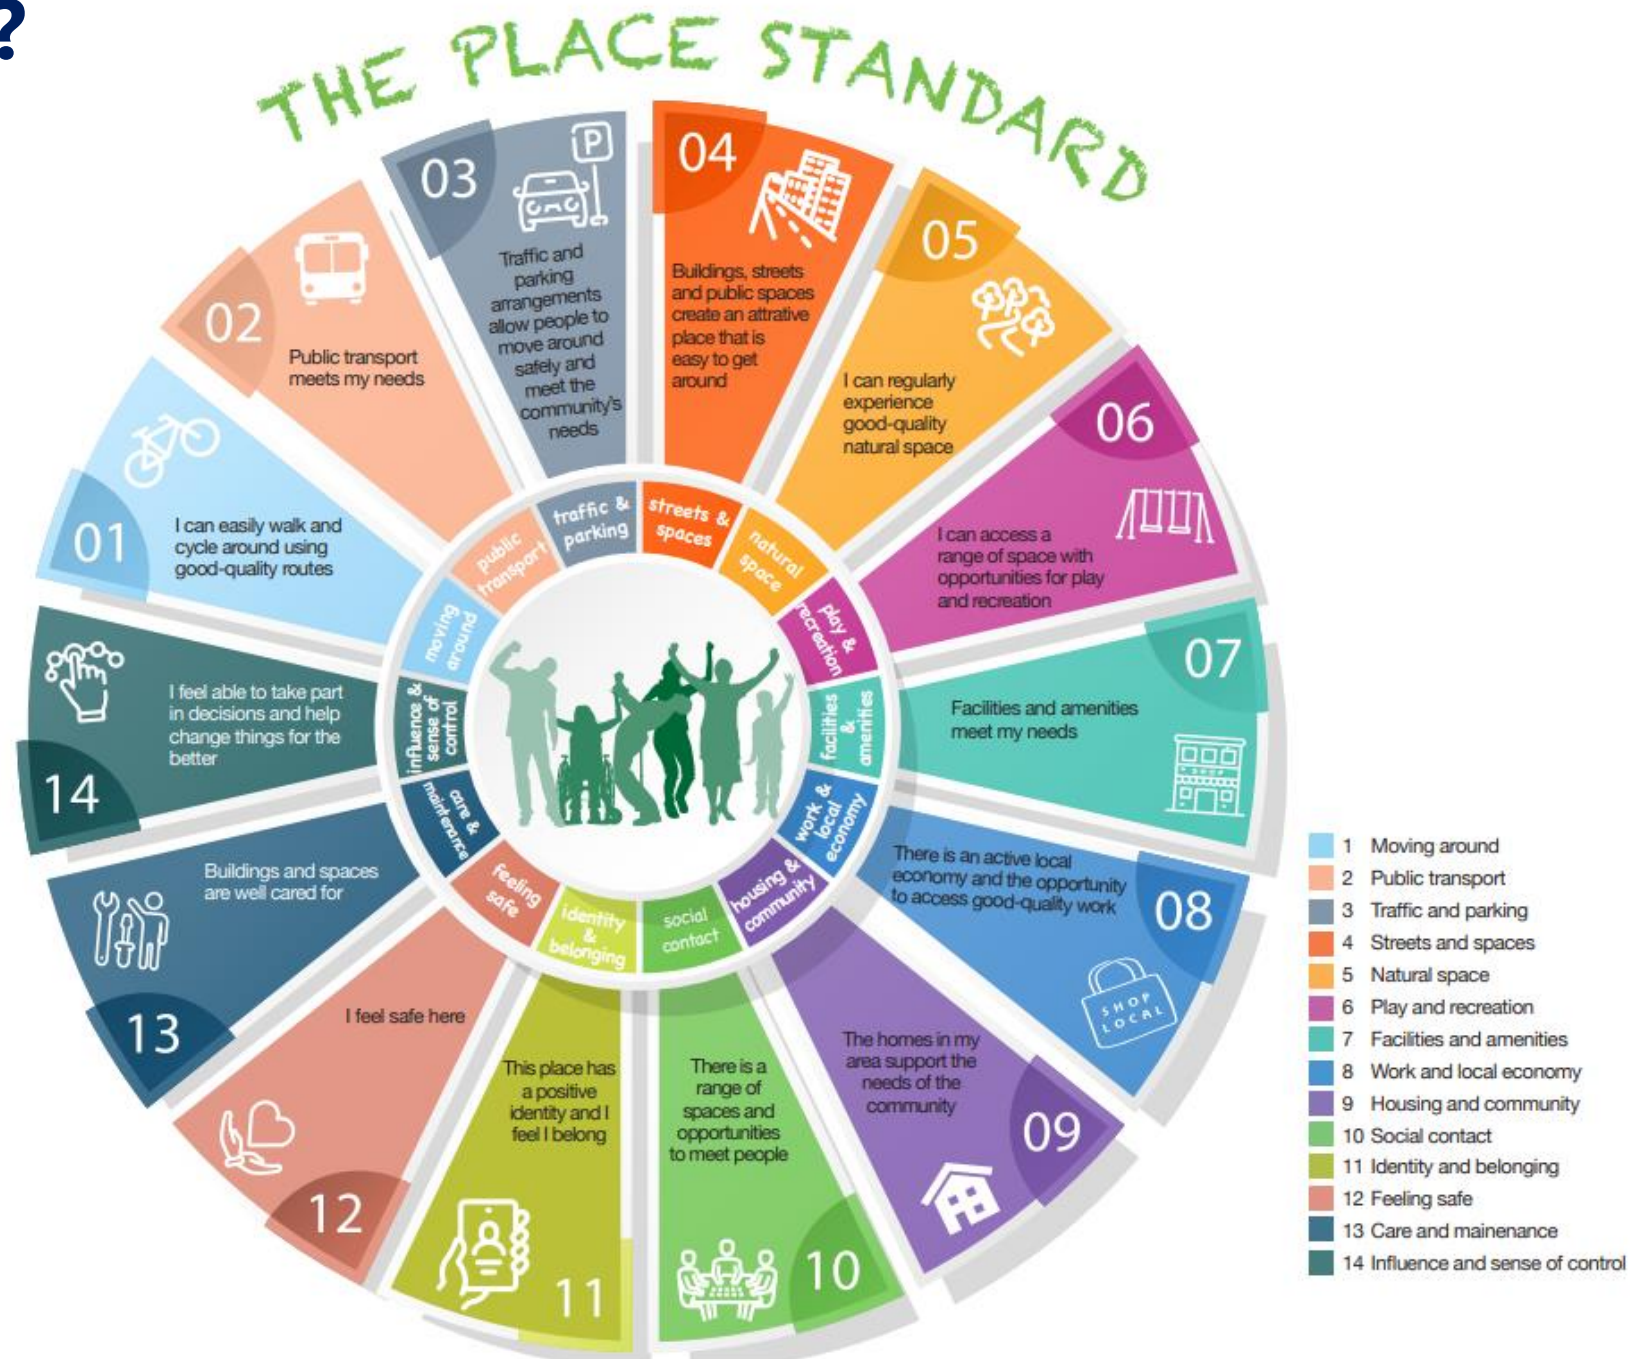 ?
THE PLACE STANDARD
01
I can easily walk and
cycle around using
good-quality routes
02
Public transport
meets my needs
03
P
Traffic and
parking
arrangements
allow people to
move around
safely and
meet the
community's
needs
04
Buildings, streets
and public spaces
create an attrative
place that is
easy to get
around
05
I can regularly
experience
good-quality
natural space
06
I can access a
range of space with
opportunities for play
and recreation
07
Facilities and amenities
meet my needs
SHOP
08
There is an active local
economy and the opportunity
to access good-quality work
SHOP
LOCAL
09
The homes in my
area support the
needs of the
community
10
There is a
range of
spaces and
opportunities
to meet people
11
This place has
a positive
identity and I
feel I belong
12
I feel safe here
13
Buildings and spaces
are well cared for
14
I feel able to take part
in decisions and help
change things for the
better
moving
around
public
transport
traffic &
parking
streets &
spaces
natural
space
play &
recreation
facilities
&
amenities
work &
local
economy
housing &
community
social
contact
identity
&
belonging
feeling
safe
care &
maintenance
influence &
sense of
control
1 Moving around
2 Public transport
3 Traffic and parking
4 Streets and spaces
5 Natural space
6 Play and recreation
7 Facilities and amenities
8 Work and local economy
9 Housing and community
10 Social contact
11 Identity and belonging
12 Feeling safe
13 Care and mainenance
14 Influence and sense of control